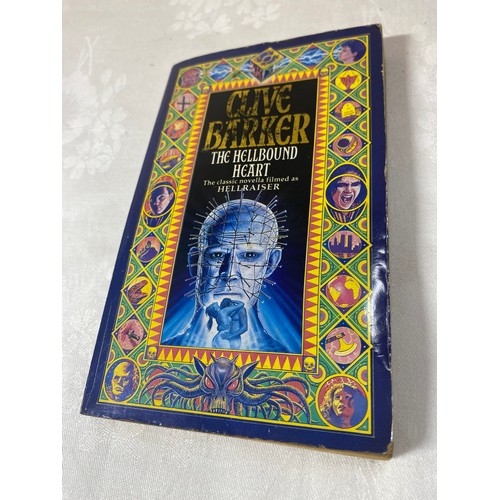 CLIVE
BARKER
THE HELLBOUND
HEART
The classic novella filmed as
HELLRAISER